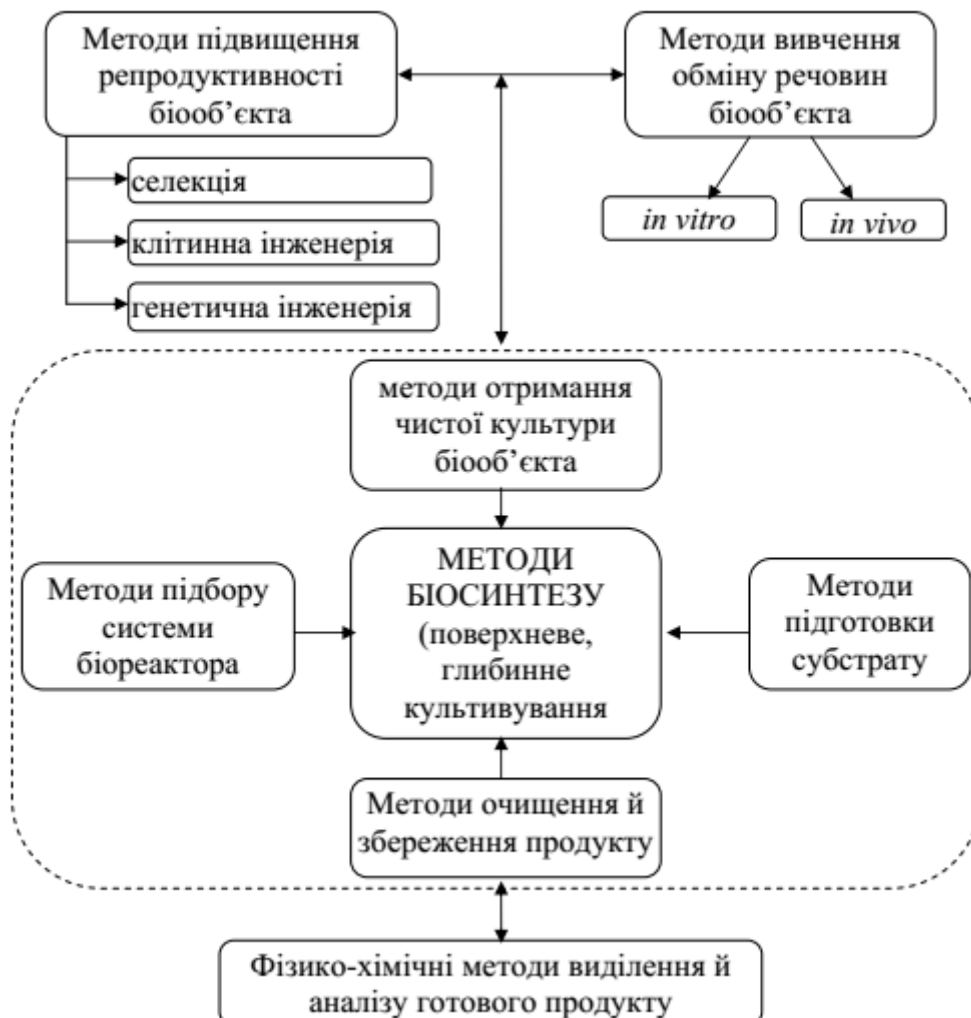 Методи підвищення
репродуктивності
біооб’єкта
Методи вивчення
обміну речовин
біооб’єкта
селекція
клітинна інженерія
генетична інженерія
in vitro
in vivo
методи отримання
чистої культури
біооб’єкта
Методи підбору
системи
біореактора
МЕТОДИ
БІОСИНТЕЗУ
(поверхневе,
глибинне
культивування
Методи
підготовки
субстрату
Методи очищення й
збереження продукту
Фізико-хімічні методи виділення й
аналізу готового продукту